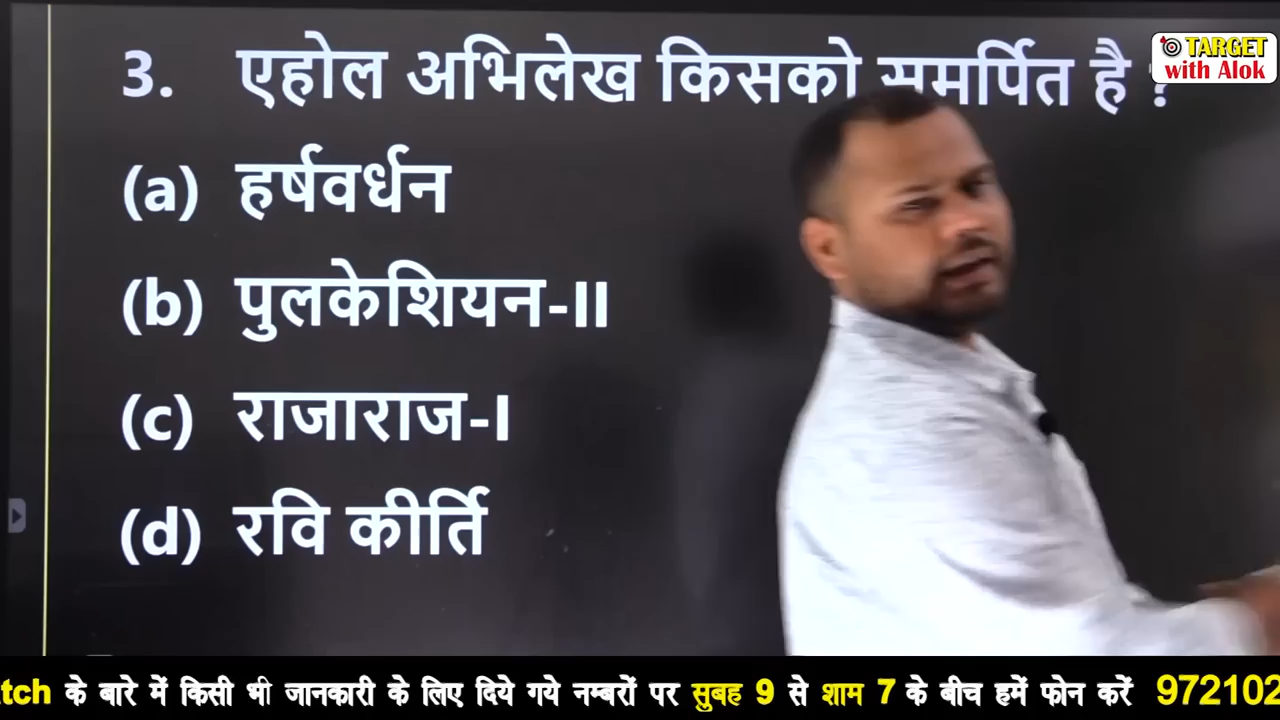 3. एहोल अभिलेख किसको समर्पित है ?
TARGET
with Alok
(a) हर्षवर्धन
(b) पुलकेशियन-II
(c) राजाराज-I
(d) रवि कीर्ति
tch के बारे में किसी भी जानकारी के लिए दिये गये नम्बरों पर सुबह 9 से शाम 7 के बीच हमें फोन करें 972102